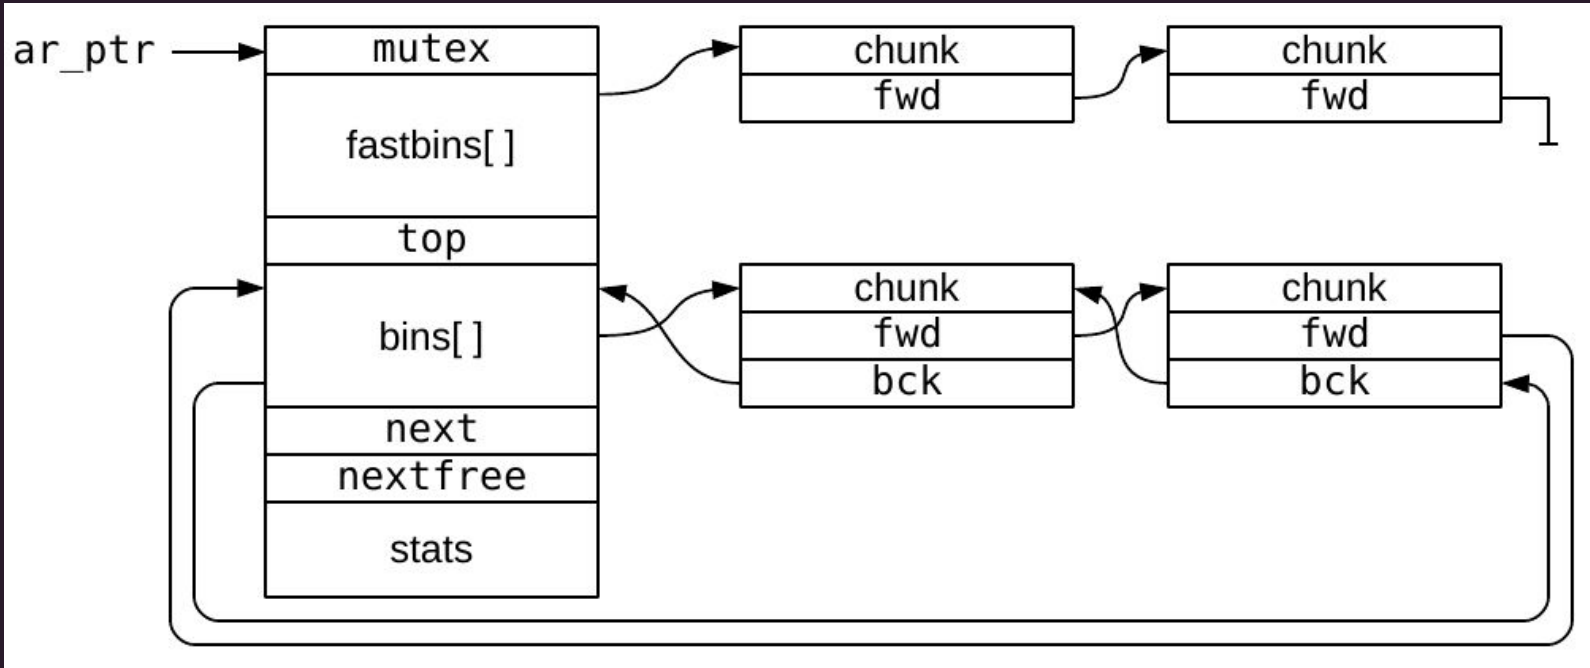 ar_ptr
mutex
fastbins[ ]
top
bins[ ]
next
nextfree
stats
chunk
fwd
chunk
fwd
chunk
fwd
bck
chunk
fwd
bck